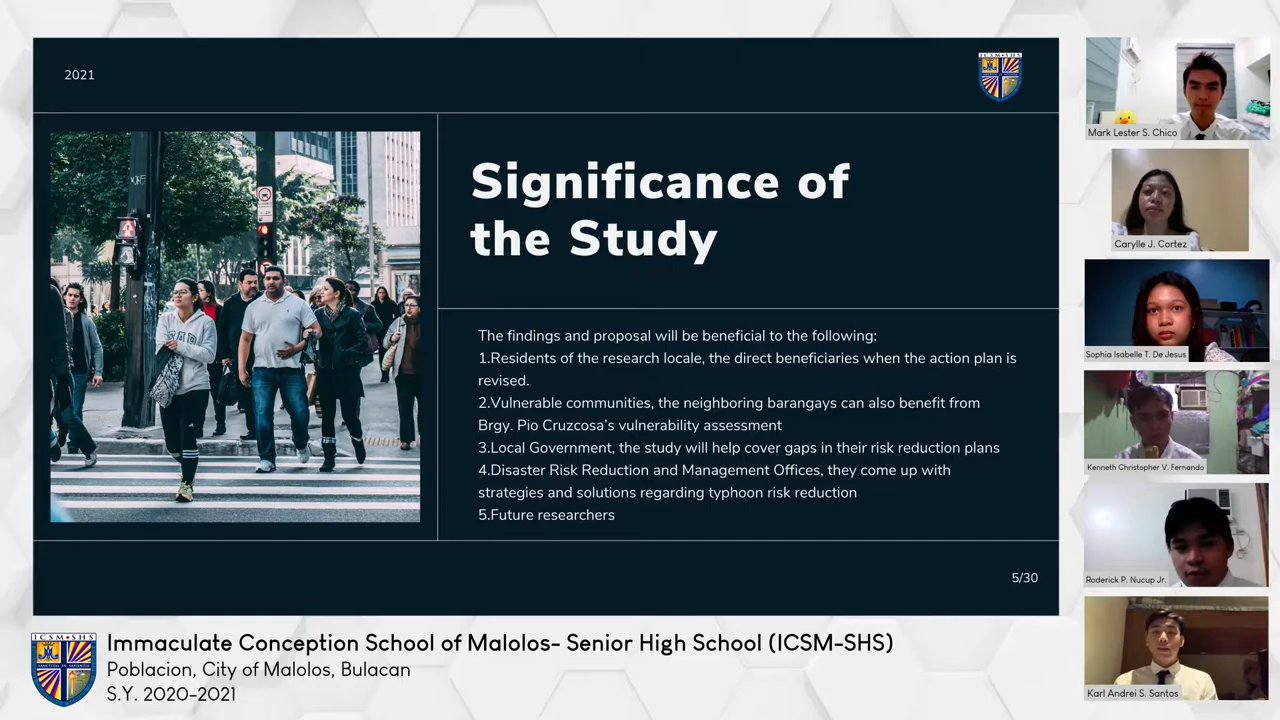 2021
ICSM•SHS
Significance of
the Study
The findings and proposal will be beneficial to the following:
1.Residents of the research locale, the direct beneficiaries when the action plan is
revised.
2.Vulnerable communities, the neighboring barangays can also benefit from
Brgy. Pio Cruzcosa's vulnerability assessment
3.Local Government, the study will help cover gaps in their risk reduction plans
4.Disaster Risk Reduction and Management Offices, they come up with
strategies and solutions regarding typhoon risk reduction
5.Future researchers
5/30
Mark Lester S. Chico
Carylle J. Cortez
Sophia Isabelle T. De Jesus
Kenneth Christopher V. Fernando
Roderick P. Nucup Jr.
Karl Andrei S. Santos
ICSM•SHS
Immaculate Conception School of Malolos- Senior High School (ICSM-SHS)
Poblacion, City of Malolos, Bulacan
S.Y. 2020-2021